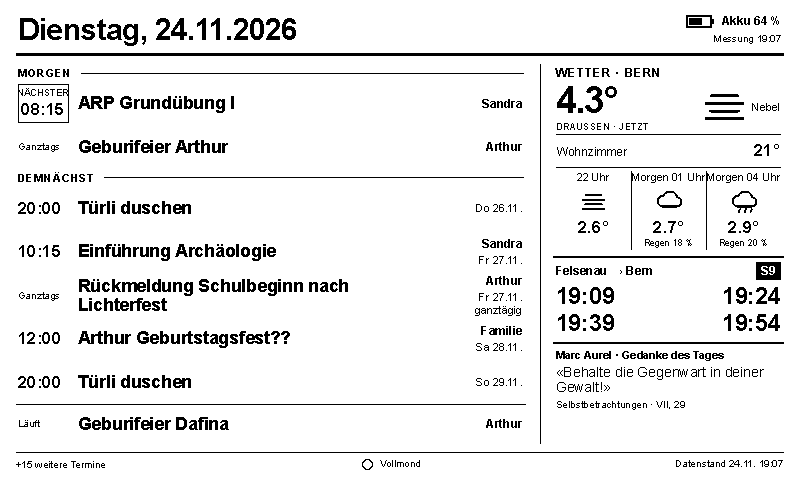 Dienstag, 24.11.2026
Akku 64 %
Messung 19:07
MORGEN
NÄCHSTER
08:15
ARP Grundübung I
Sandra
Ganztags
Geburifeier Arthur
Arthur
DEMNÄCHST
20:00
Türli duschen
Do 26.11.
10:15
Einführung Archäologie
Sandra
Fr 27.11.
Ganztags
Rückmeldung Schulbeginn nach
Lichterfest
Arthur
Fr 27.11.
ganztägig
12:00
Arthur Geburtstagsfest??
Familie
Sa 28.11.
20:00
Türli duschen
So 29.11.
Läuft
Geburifeier Dafina
Arthur
WETTER · BERN
4.3°
Nebel
DRAUSSEN · JETZT
Wohnzimmer
21°
22 Uhr
Morgen 01 Uhr
Morgen 04 Uhr
2.6°
2.7°
2.9°
Regen 18 %
Regen 20 %
Felsenau › Bern
S9
19:09
19:24
19:39
19:54
Marc Aurel · Gedanke des Tages
«Behalte die Gegenwart in deiner
Gewalt!»
Selbstbetrachtungen · VII, 29
+15 weitere Termine
Vollmond
Datenstand 24.11. 19:07